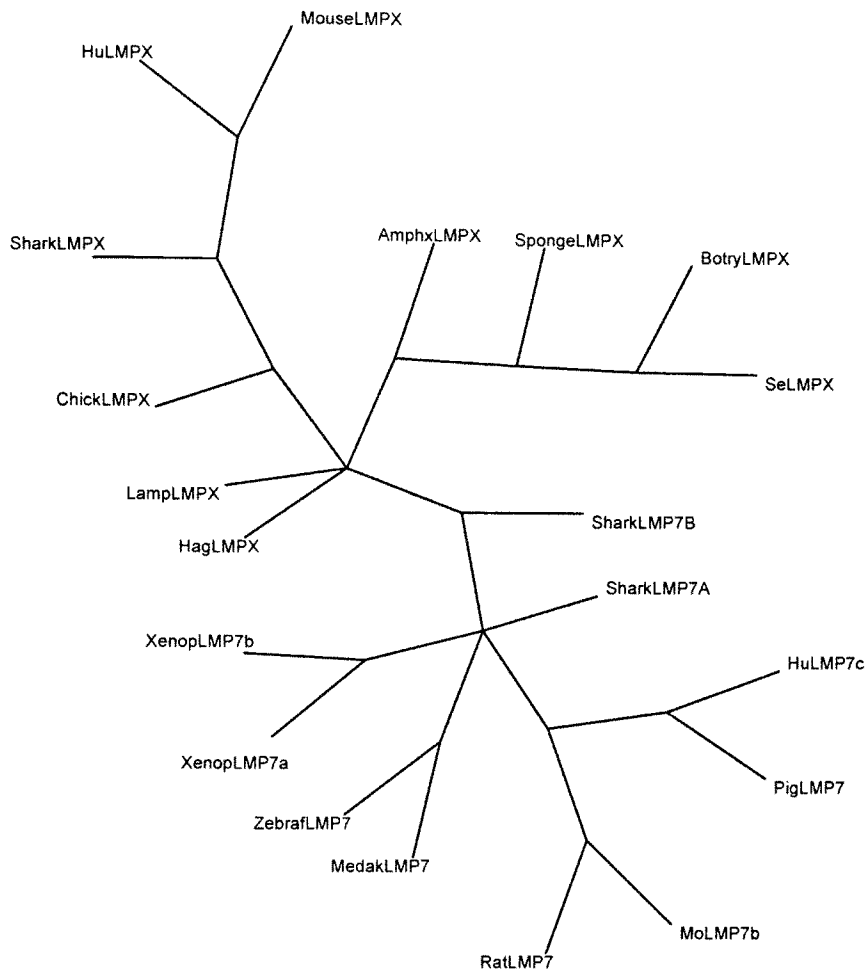 MouseLMPX
HuLMPX
SharkLMPX
AmphxLMPX
SpongeLMPX
BotryLMPX
SeLMPX
ChickLMPX
LampLMPX
HagLMPX
SharkLMP7B
SharkLMP7A
XenopLMP7b
HuLMP7c
XenopLMP7a
PigLMP7
ZebrafLMP7
MedakLMP7
MoLMP7b
RatLMP7